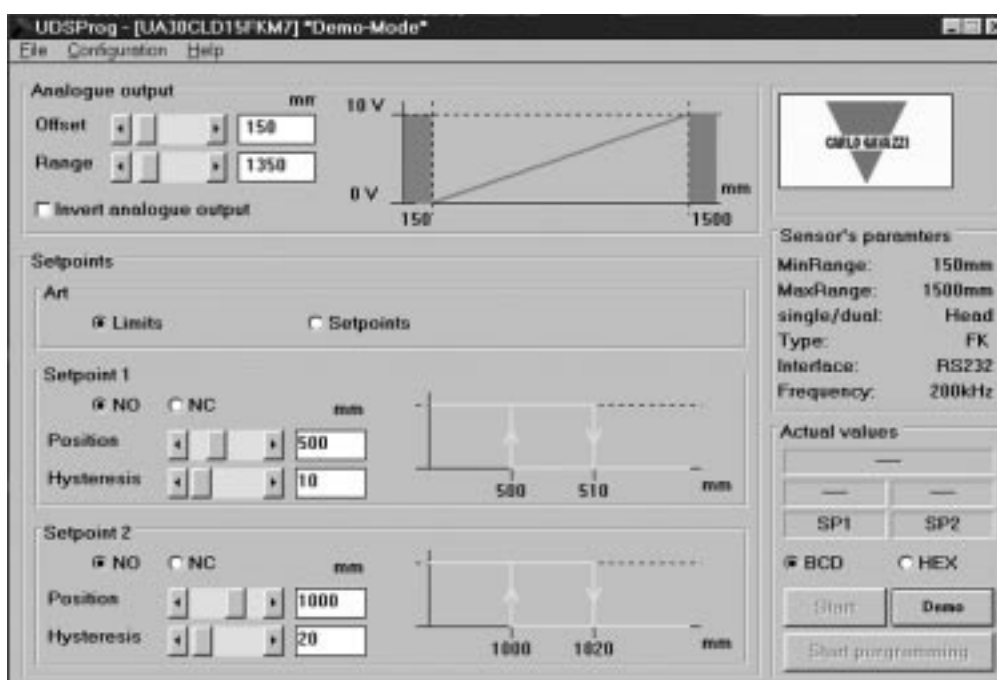 UDSProg - [UA30CLD15FKM7] "Demo-Mode"
File Configuration Help
Analogue output
mm
Offset 150
Range 1350
Invert analogue output
10 V
0 V
mm
150 1500
CARLO GAVAZZI
Sensor's paramters
MinRange: 150mm
MaxRange: 1500mm
single/dual: Head
Type: FK
Interface: RS232
Frequency: 200kHz
Setpoints
Art
Limits Setpoints
Setpoint 1
NO NC mm
Position 500
Hysteresis 10
500 510 mm
Setpoint 2
NO NC mm
Position 1000
Hysteresis 20
1000 1020 mm
Actual values
SP1 SP2
BCD HEX
Start Demo
Start purgramming